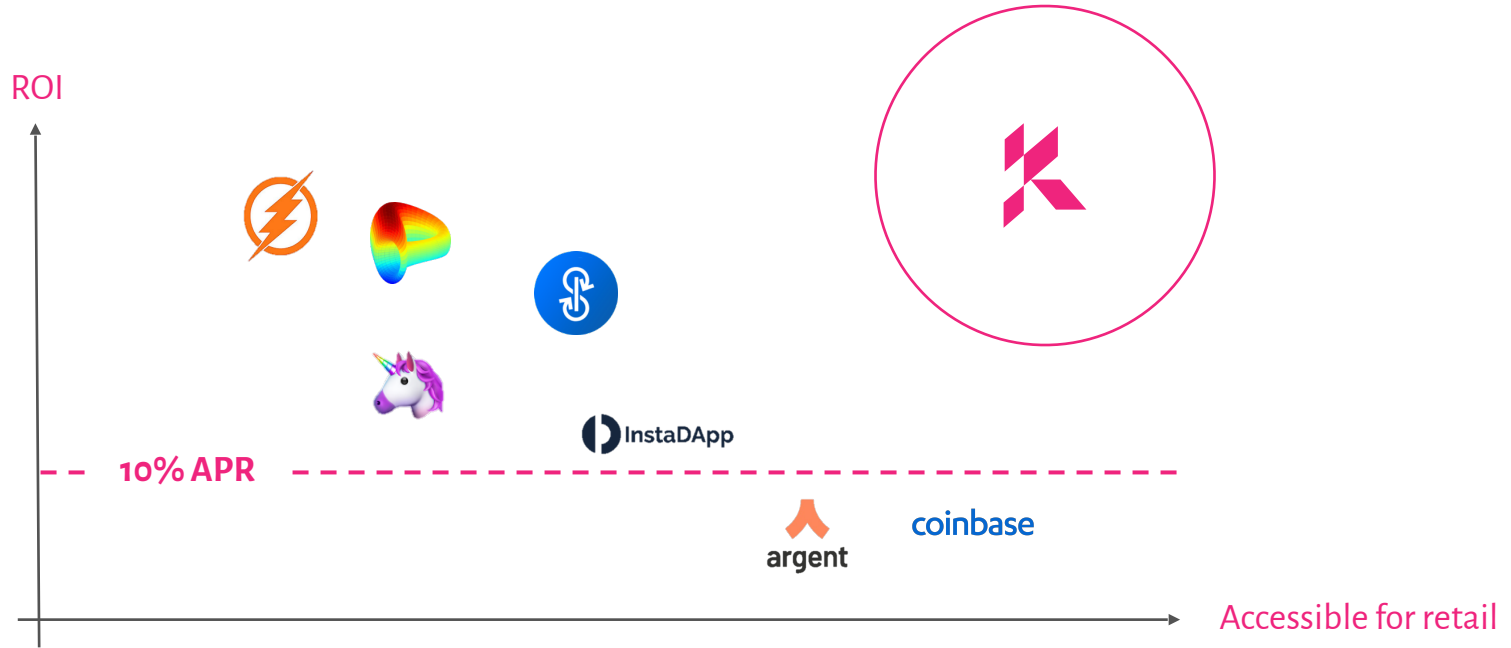 ROI
InstaDApp
10% APR
coinbase
argent
Accessible for retail